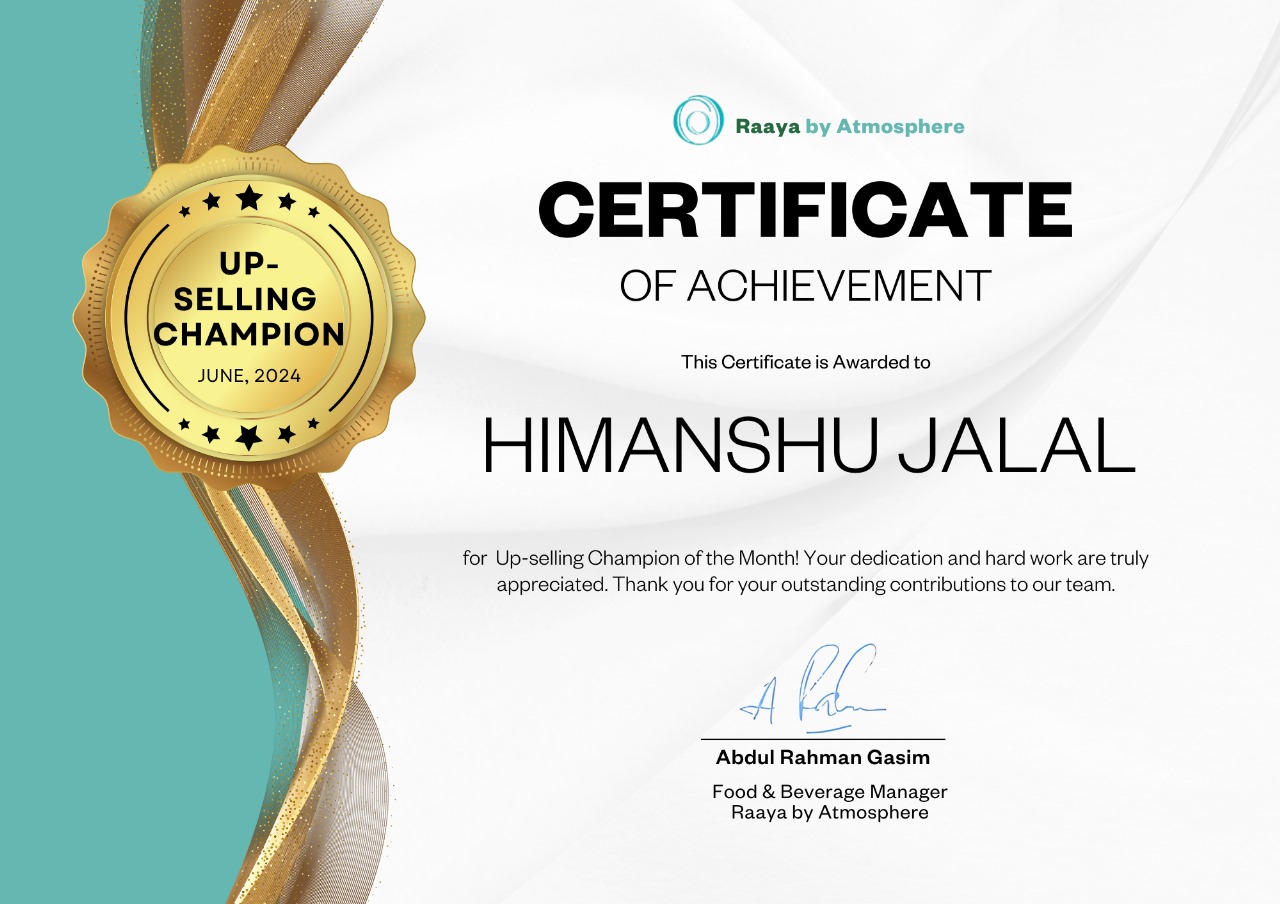 Raaya by Atmosphere
CERTIFICATE
OF ACHIEVEMENT
This Certificate is Awarded to
HIMANSHU JALAL
for Up-selling Champion of the Month! Your dedication and hard work are truly
appreciated. Thank you for your outstanding contributions to our team.
Abdul Rahman Gasim
Food & Beverage Manager
Raaya by Atmosphere
UP-
SELLING
CHAMPION
JUNE, 2024